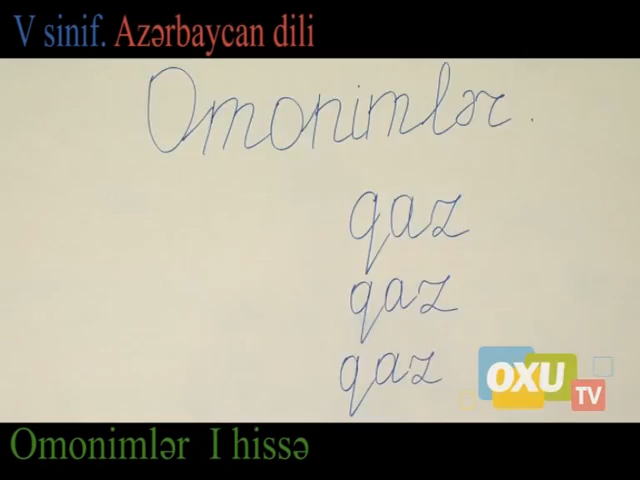 V sinif. Azərbaycan dili
Omonimlər.
qaz
qaz
qaz
OXU
TV
Omonimlər I hissə